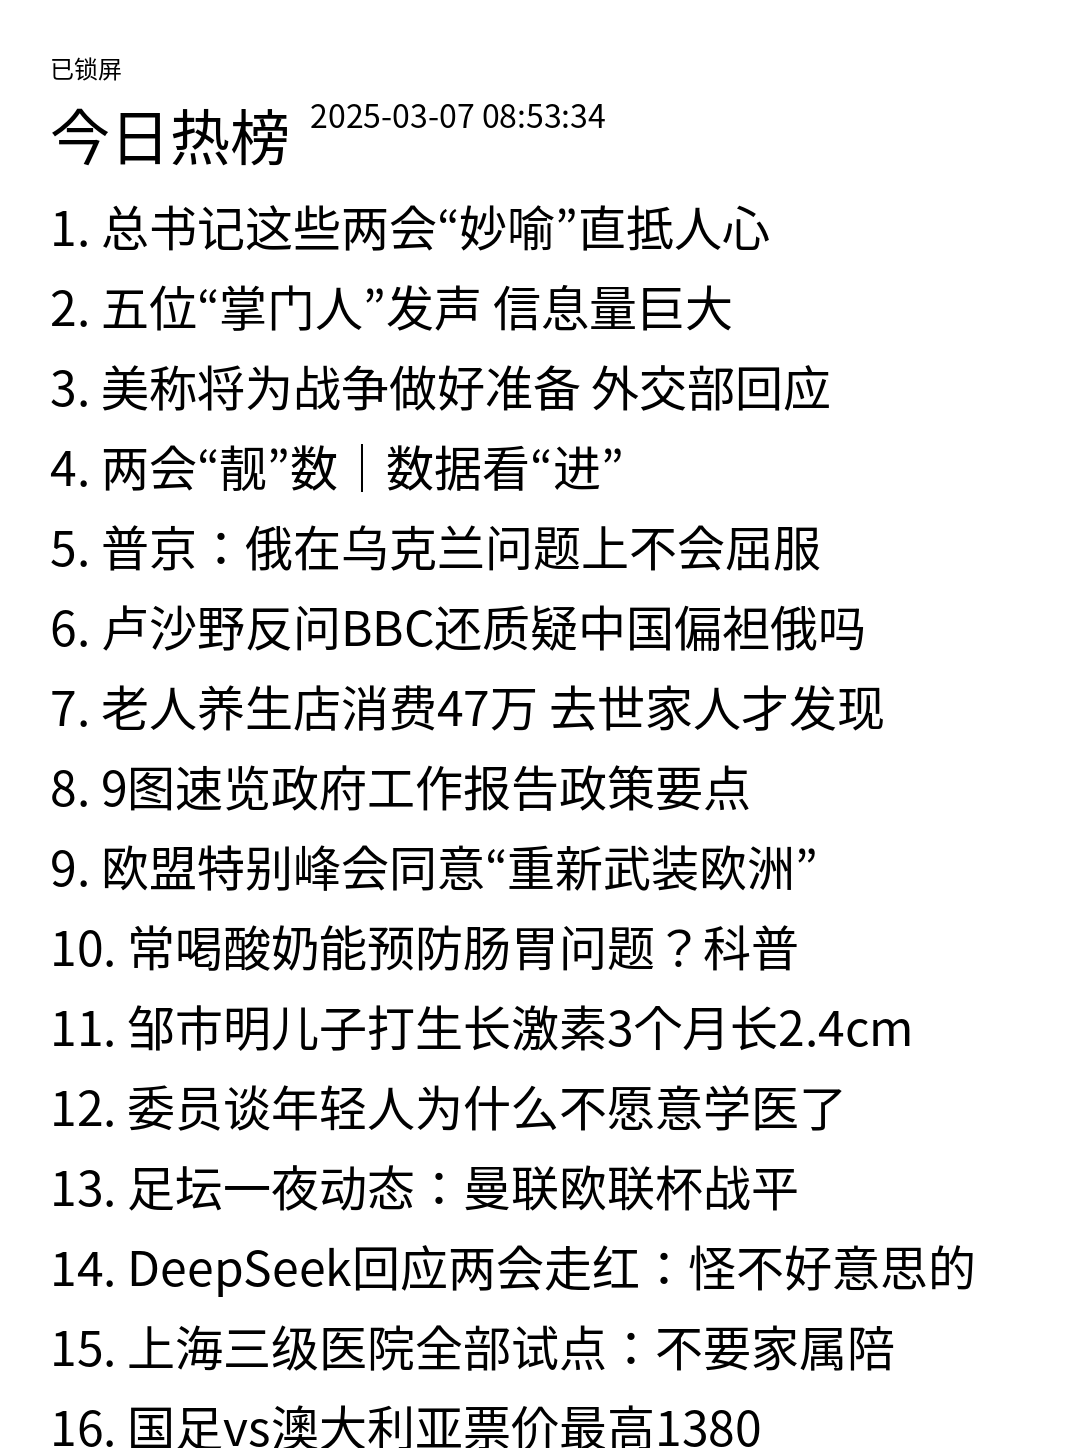 已锁屏
今日热榜 2025-03-07 08:53:34
1. 总书记这些两会“妙喻”直抵人心
2. 五位“掌门人”发声 信息量巨大
3. 美称将为战争做好准备 外交部回应
4. 两会“靓”数｜数据看“进”
5. 普京：俄在乌克兰问题上不会屈服
6. 卢沙野反问BBC还质疑中国偏袒俄吗
7. 老人养生店消费47万 去世家人才发现
8. 9图速览政府工作报告政策要点
9. 欧盟特别峰会同意“重新武装欧洲”
10. 常喝酸奶能预防肠胃问题？科普
11. 邹市明儿子打生长激素3个月长2.4cm
12. 委员谈年轻人为什么不愿意学医了
13. 足坛一夜动态：曼联欧联杯战平
14. DeepSeek回应两会走红：怪不好意思的
15. 上海三级医院全部试点：不要家属陪
16. 国足vs澳大利亚票价最高1380